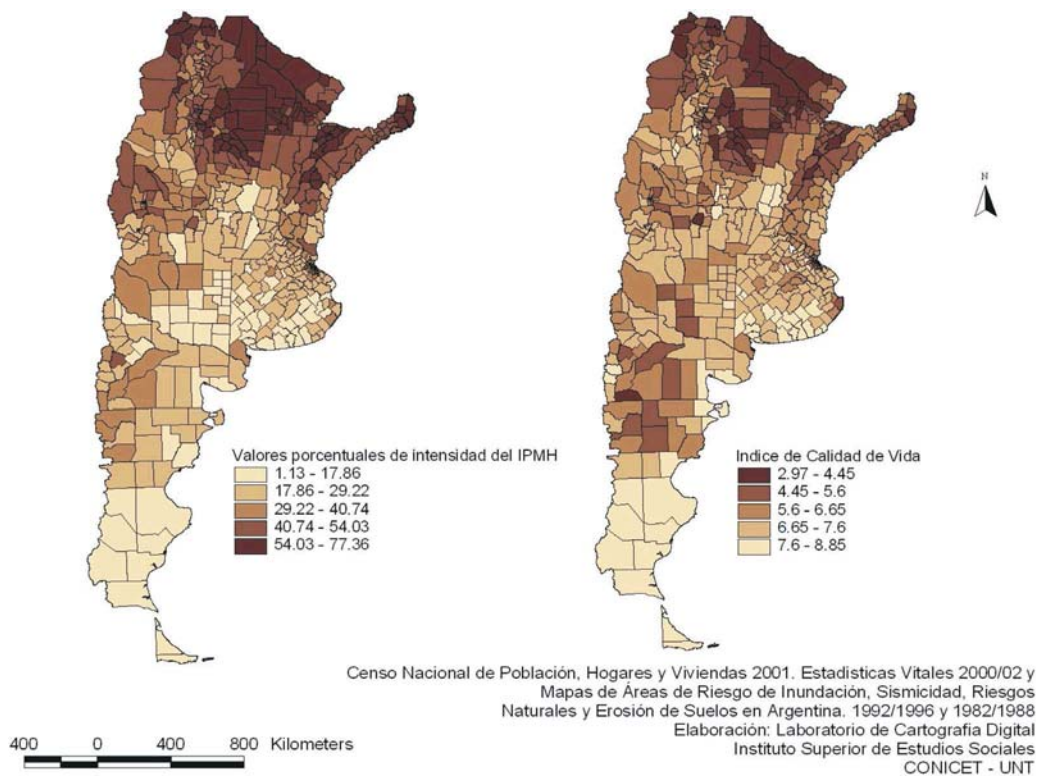 N
Valores porcentuales de intensidad del IPMH
1.13 - 17.86
17.86 - 29.22
29.22 - 40.74
40.74 - 54.03
54.03 - 77.36
Indice de Calidad de Vida
2.97 - 4.45
4.45 - 5.6
5.6 - 6.65
6.65 - 7.6
7.6 - 8.85
Censo Nacional de Población, Hogares y Viviendas 2001. Estadisticas Vitales 2000/02 y
Mapas de Áreas de Riesgo de Inundación, Sismicidad, Riesgos
Naturales y Erosión de Suelos en Argentina. 1992/1996 y 1982/1988
Elaboración: Laboratorio de Cartografia Digital
Instituto Superior de Estudios Sociales
CONICET - UNT
400 0 400 800 Kilometers